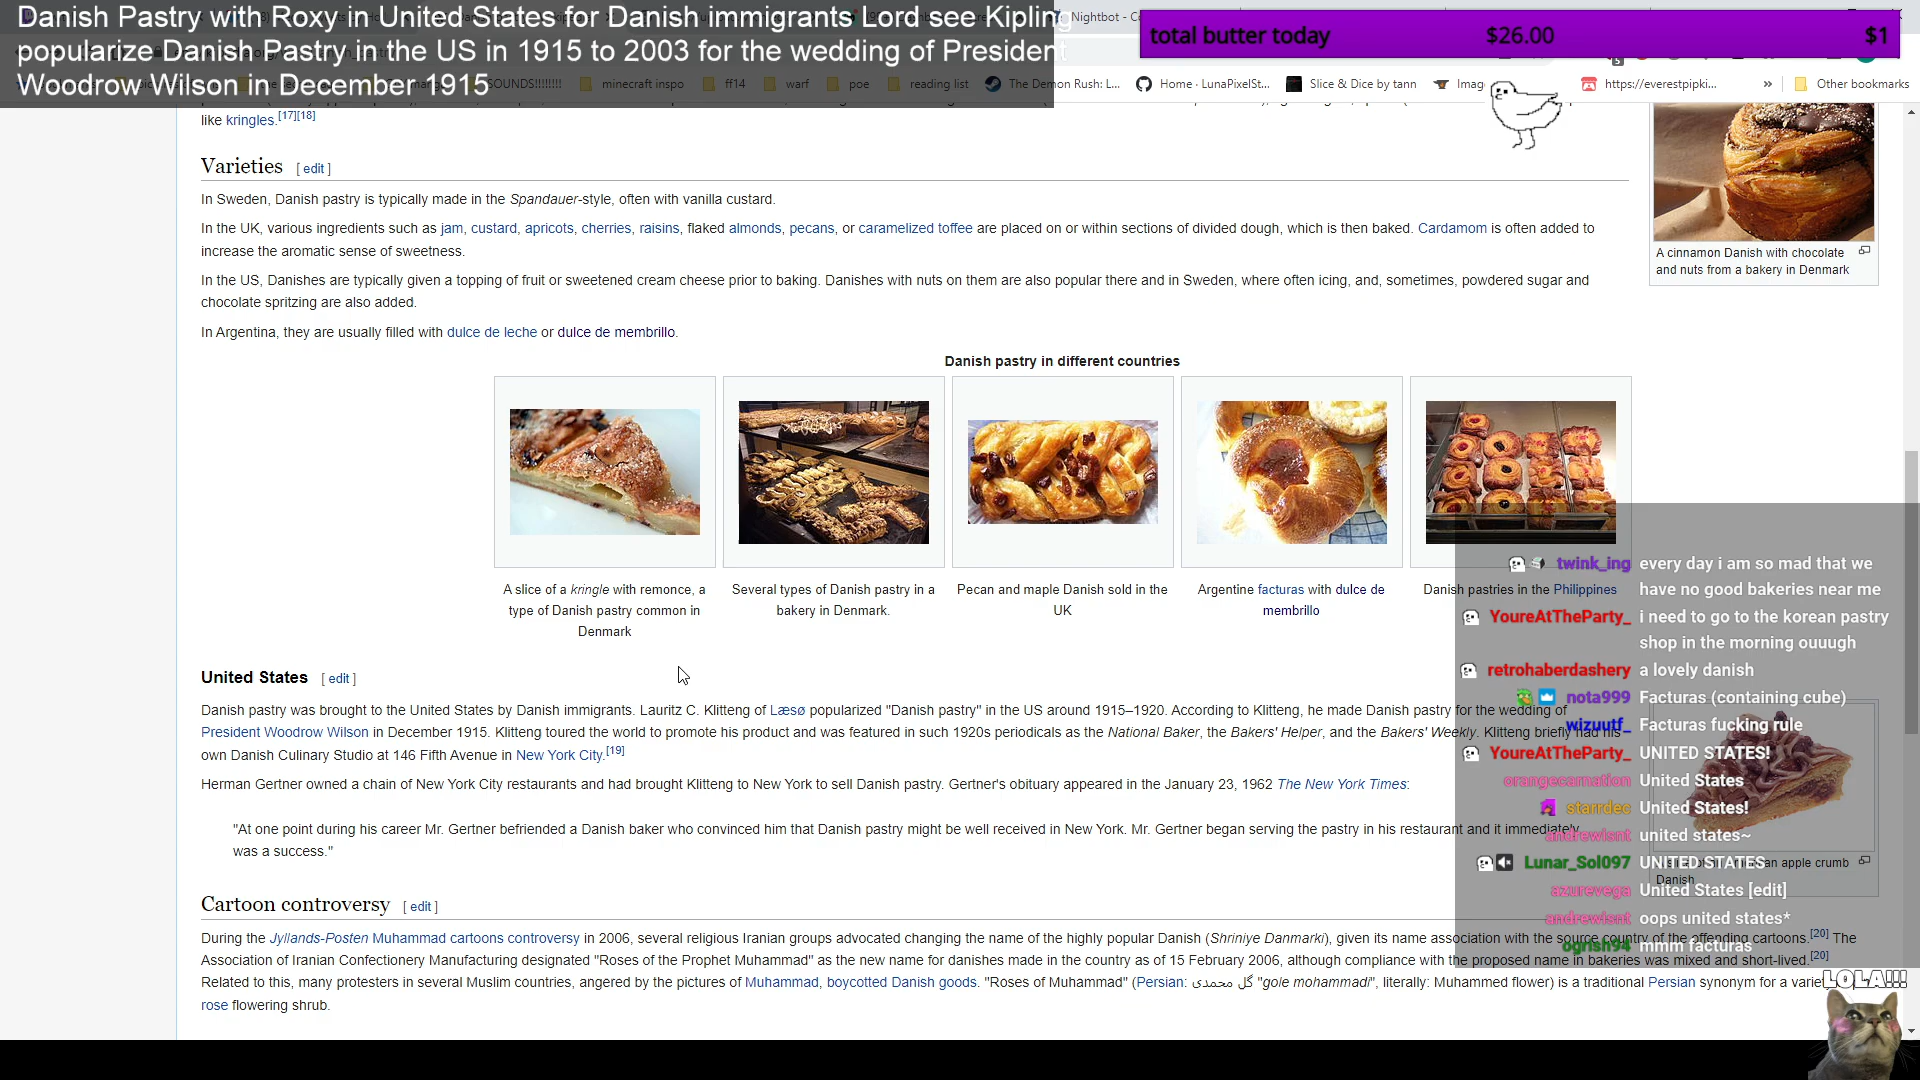 Danish Pastry with Roxy in United States for Danish immigrants. Lord see Kipling
popularize Danish Pastry in the US in 1915 to 2003 for the wedding of President
Woodrow Wilson in December 1915
total butter today $26.00 $1
Nightbot - C
SOUNDS!!!!!!!! minecraft inspo ff14 warf poe reading list The Demon Rush: L... Home · LunaPixelSt... Slice & Dice by tann Imag https://everestpipki... » Other bookmarks
like kringles.[17][18]
Varieties [ edit ]
In Sweden, Danish pastry is typically made in the Spandauer-style, often with vanilla custard.
In the UK, various ingredients such as jam, custard, apricots, cherries, raisins, flaked almonds, pecans, or caramelized toffee are placed on or within sections of divided dough, which is then baked. Cardamom is often added to
increase the aromatic sense of sweetness.
In the US, Danishes are typically given a topping of fruit or sweetened cream cheese prior to baking. Danishes with nuts on them are also popular there and in Sweden, where often icing, and, sometimes, powdered sugar and
chocolate spritzing are also added.
In Argentina, they are usually filled with dulce de leche or dulce de membrillo.
A cinnamon Danish with chocolate
and nuts from a bakery in Denmark
Danish pastry in different countries
A slice of a kringle with remonce, a
type of Danish pastry common in
Denmark
Several types of Danish pastry in a
bakery in Denmark.
Pecan and maple Danish sold in the
UK
Argentine facturas with dulce de
membrillo
Danish pastries in the Philippines
United States [ edit ]
Danish pastry was brought to the United States by Danish immigrants. Lauritz C. Klitteng of Læsø popularized "Danish pastry" in the US around 1915–1920. According to Klitteng, he made Danish pastry for the wedding of
President Woodrow Wilson in December 1915. Klitteng toured the world to promote his product and was featured in such 1920s periodicals as the National Baker, the Bakers' Helper, and the Bakers' Weekly. Klitteng briefly had his
own Danish Culinary Studio at 146 Fifth Avenue in New York City.[19]
Herman Gertner owned a chain of New York City restaurants and had brought Klitteng to New York to sell Danish pastry. Gertner's obituary appeared in the January 23, 1962 The New York Times:
"At one point during his career Mr. Gertner befriended a Danish baker who convinced him that Danish pastry might be well received in New York. Mr. Gertner began serving the pastry in his restaurant and it immediately
was a success."
an apple crumb
Danish
Cartoon controversy [ edit ]
During the Jyllands-Posten Muhammad cartoons controversy in 2006, several religious Iranian groups advocated changing the name of the highly popular Danish (Shriniye Danmarki), given its name association with the source country of the offending cartoons.[20] The
Association of Iranian Confectionery Manufacturing designated "Roses of the Prophet Muhammad" as the new name for danishes made in the country as of 15 February 2006, although compliance with the proposed name in bakeries was mixed and short-lived.[20]
Related to this, many protesters in several Muslim countries, angered by the pictures of Muhammad, boycotted Danish goods. "Roses of Muhammad" (Persian: گل محمدی "gole mohammadi", literally: Muhammed flower) is a traditional Persian synonym for a variety
rose flowering shrub.
twink_ing every day i am so mad that we
have no good bakeries near me
YoureAtTheParty_ i need to go to the korean pastry
shop in the morning ouuugh
retrohaberdashery a lovely danish
nota999 Facturas (containing cube)
wizuutf_ Facturas fucking rule
YoureAtTheParty_ UNITED STATES!
orangecarnation United States
starrdec United States!
andrewisnt united states~
Lunar_Sol097 UNITED STATES
azurevega United States [edit]
andrewisnt oops united states*
ogrish94 mmm facturas
LOLA!!!